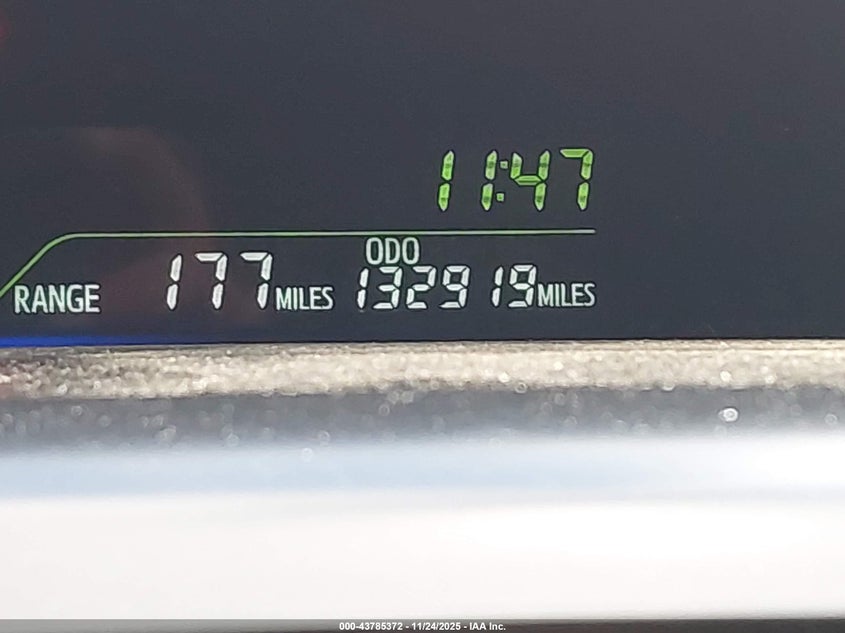 11:47
ODO
RANGE 177 MILES 132919 MILES
000-43785372 - 11/24/2025 - IAA Inc.